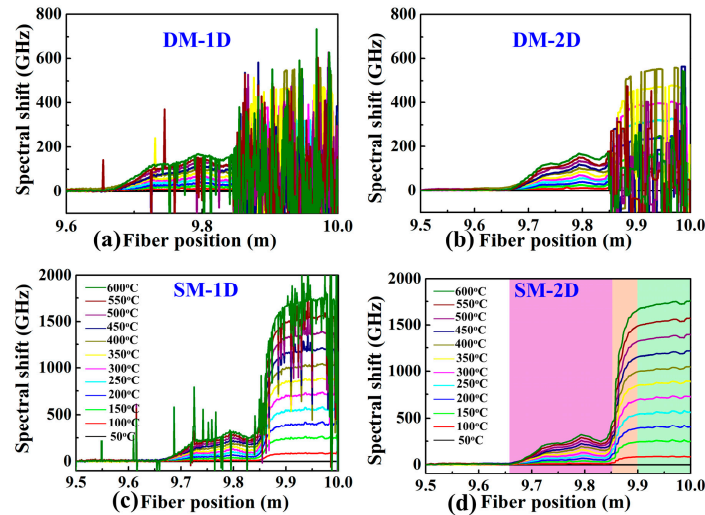 800
600
400
200
0
Spectral shift (GHz)
DM-1D
9.6
9.8
10.0
(a) Fiber position (m)
800
600
400
200
0
Spectral shift (GHz)
DM-2D
9.5
9.6
9.7
9.8
9.9
10.0
(b) Fiber position (m)
2000
1500
1000
500
0
Spectral shift (GHz)
SM-1D
600°C
550°C
500°C
450°C
400°C
350°C
300°C
250°C
200°C
150°C
100°C
50°C
9.5
9.6
9.7
9.8
9.9
10.0
(c) Fiber position (m)
2000
1500
1000
500
0
Spectral shift (GHz)
SM-2D
600°C
550°C
500°C
450°C
400°C
350°C
300°C
250°C
200°C
150°C
100°C
50°C
9.5
9.6
9.7
9.8
9.9
10.0
(d) Fiber position (m)